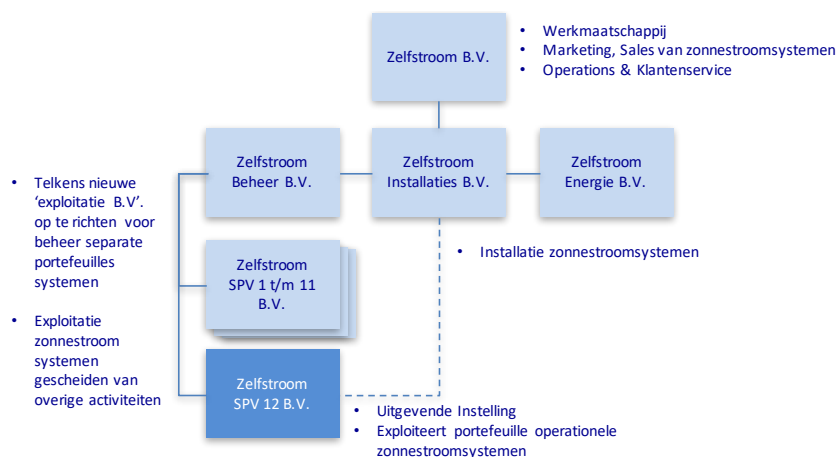 Zelfstroom B.V.
• Werkmaatschappij
• Marketing, Sales van zonnestroomsystemen
• Operations & Klantenservice
Zelfstroom
Beheer B.V.
Zelfstroom
Installaties B.V.
Zelfstroom
Energie B.V.
• Telkens nieuwe
‘exploitatie B.V’.
op te richten voor
beheer separate
portefeuilles
systemen
• Exploitatie
zonnestroom
systemen
gescheiden van
overige activiteiten
• Installatie zonnestroomsystemen
Zelfstroom
SPV 1 t/m 11
B.V.
Zelfstroom
SPV 12 B.V.
• Uitgevende Instelling
• Exploiteert portefeuille operationele
zonnestroomsystemen